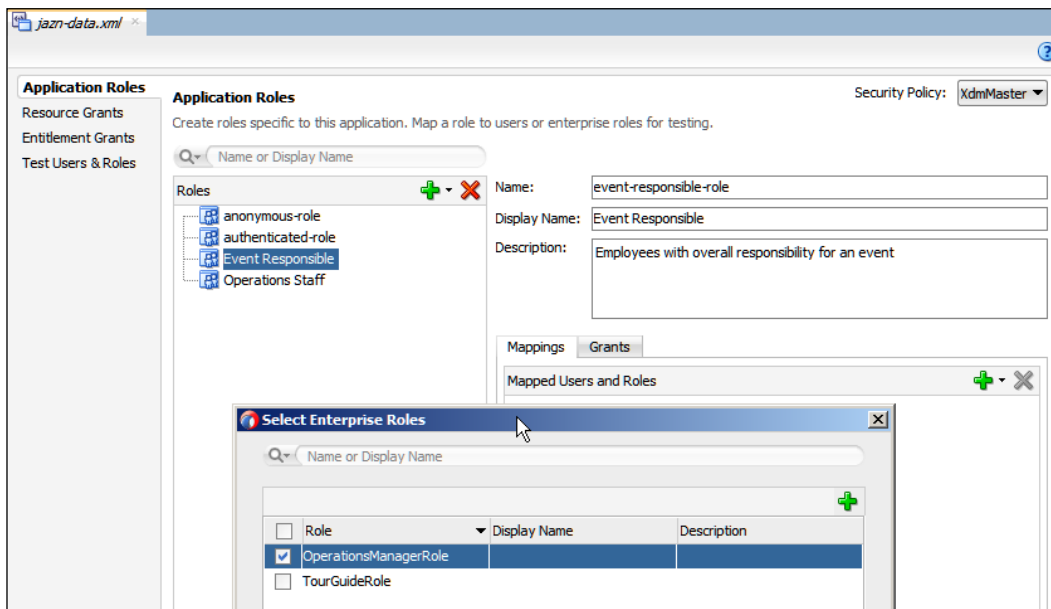 jazn-data.xml
Application Roles
Resource Grants
Entitlement Grants
Test Users & Roles
Application Roles
Security Policy: XdmMaster
Create roles specific to this application. Map a role to users or enterprise roles for testing.
Name or Display Name
Roles
anonymous-role
authenticated-role
Event Responsible
Operations Staff
Name: event-responsible-role
Display Name: Event Responsible
Description: Employees with overall responsibility for an event
Mappings Grants
Mapped Users and Roles
Select Enterprise Roles
Name or Display Name
Role Display Name Description
OperationsManagerRole
TourGuideRole